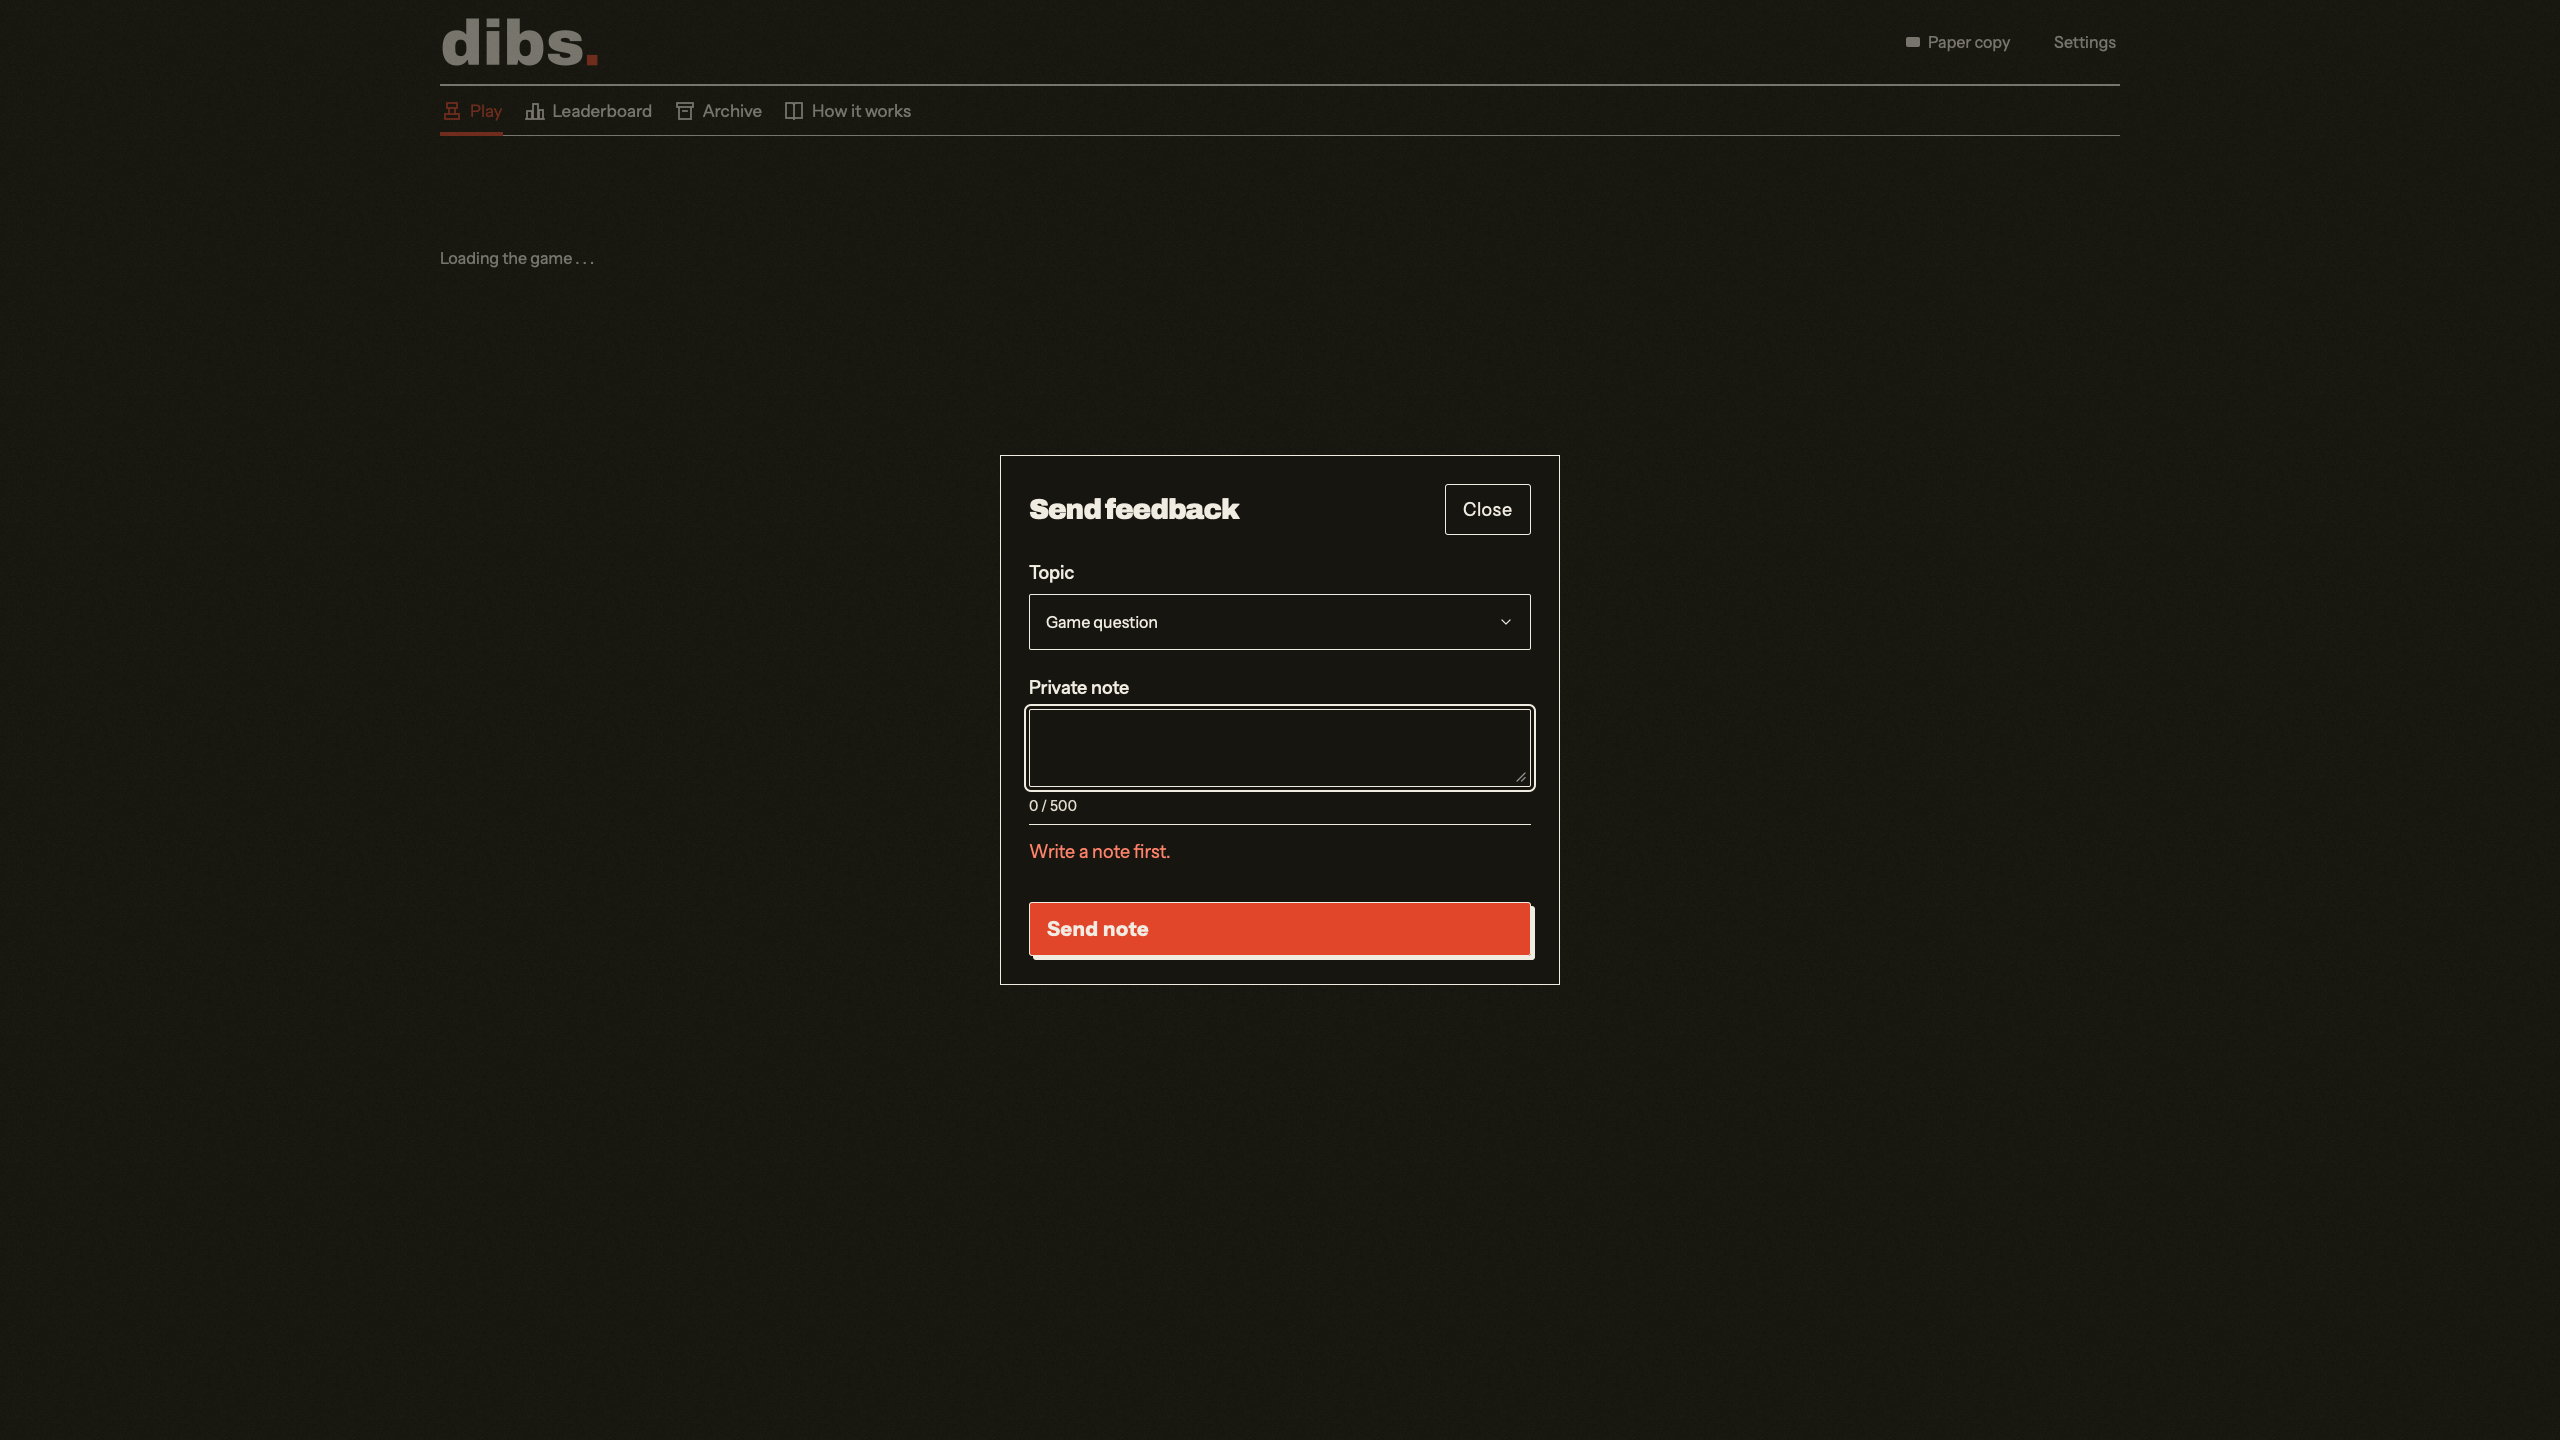 dibs.
Paper copy
Settings
Play
Leaderboard
Archive
How it works
Loading the game . . .
Send feedback
Close
Topic
Game question
Private note
0 / 500
Write a note first.
Send note